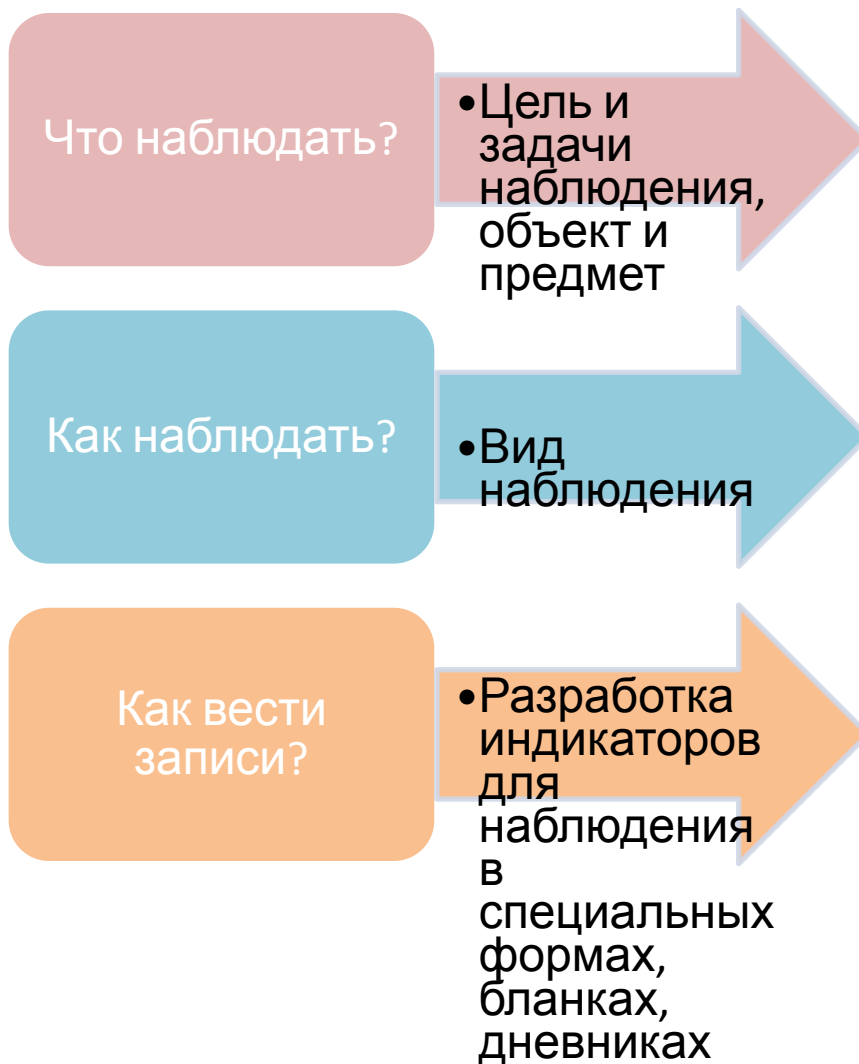 Что наблюдать?
•Цель и
задачи
наблюдения,
объект и
предмет
Как наблюдать?
•Вид
наблюдения
Как вести
записи?
•Разработка
индикаторов
для
наблюдения
в
специальных
формах,
бланках,
дневниках